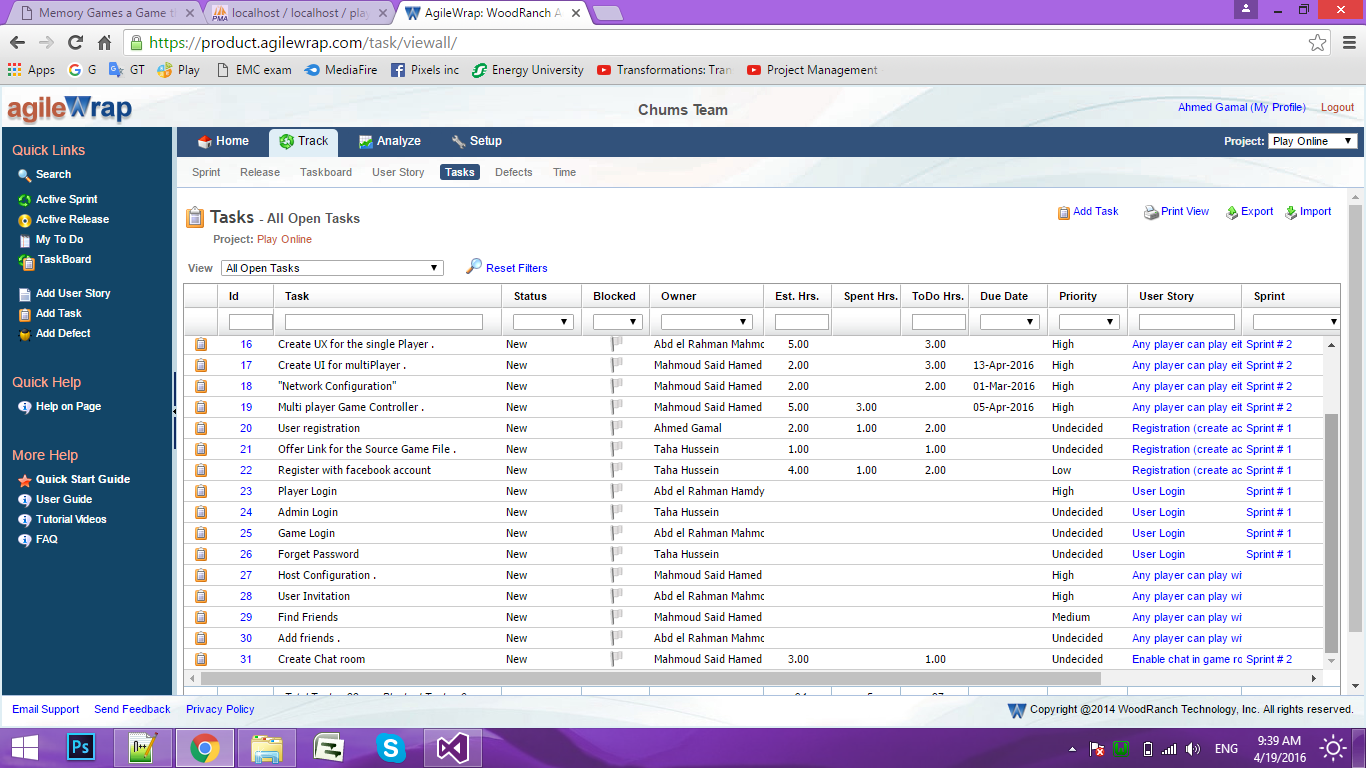 Memory Games a Game t
localhost / localhost / pla
AgileWrap: WoodRanch A
https://product.agilewrap.com/task/viewall/
Apps G GT Play EMC exam MediaFire Pixels inc Energy University Transformations: Tran Project Management
agileWrap
Chums Team
Ahmed Gamal (My Profile) Logout
Quick Links
Search
Active Sprint
Active Release
My To Do
TaskBoard
Add User Story
Add Task
Add Defect
Quick Help
Help on Page
More Help
Quick Start Guide
User Guide
Tutorial Videos
FAQ
Home Track Analyze Setup
Project: Play Online
Sprint Release Taskboard User Story Tasks Defects Time
Tasks - All Open Tasks
Add Task Print View Export Import
Project: Play Online
View All Open Tasks Reset Filters
Id Task Status Blocked Owner Est. Hrs. Spent Hrs. ToDo Hrs. Due Date Priority User Story Sprint
16 Create UX for the single Player . New Abd el Rahman Mahmo 5.00 3.00 High Any player can play eit Sprint # 2
17 Create UI for multiPlayer . New Mahmoud Said Hamed 2.00 3.00 13-Apr-2016 High Any player can play eit Sprint # 2
18 "Network Configuration" New Mahmoud Said Hamed 2.00 2.00 01-Mar-2016 High Any player can play eit Sprint # 2
19 Multi player Game Controller . New Mahmoud Said Hamed 5.00 3.00 05-Apr-2016 High Any player can play eit Sprint # 2
20 User registration New Ahmed Gamal 2.00 1.00 2.00 Undecided Registration (create ac Sprint # 1
21 Offer Link for the Source Game File . New Taha Hussein 1.00 1.00 Undecided Registration (create ac Sprint # 1
22 Register with facebook account New Taha Hussein 4.00 1.00 2.00 Low Registration (create ac Sprint # 1
23 Player Login New Abd el Rahman Hamdy High User Login Sprint # 1
24 Admin Login New Taha Hussein Undecided User Login Sprint # 1
25 Game Login New Abd el Rahman Mahmo Undecided User Login Sprint # 1
26 Forget Password New Taha Hussein Undecided User Login Sprint # 1
27 Host Configuration . New Mahmoud Said Hamed High Any player can play wi
28 User Invitation New Abd el Rahman Mahmo High Any player can play wi
29 Find Friends New Mahmoud Said Hamed Medium Any player can play wi
30 Add friends . New Abd el Rahman Mahmo Undecided Any player can play wi
31 Create Chat room New Mahmoud Said Hamed 3.00 1.00 Undecided Enable chat in game ro Sprint # 2
Email Support Send Feedback Privacy Policy
Copyright @2014 WoodRanch Technology, Inc. All rights reserved.
ENG
9:39 AM
4/19/2016